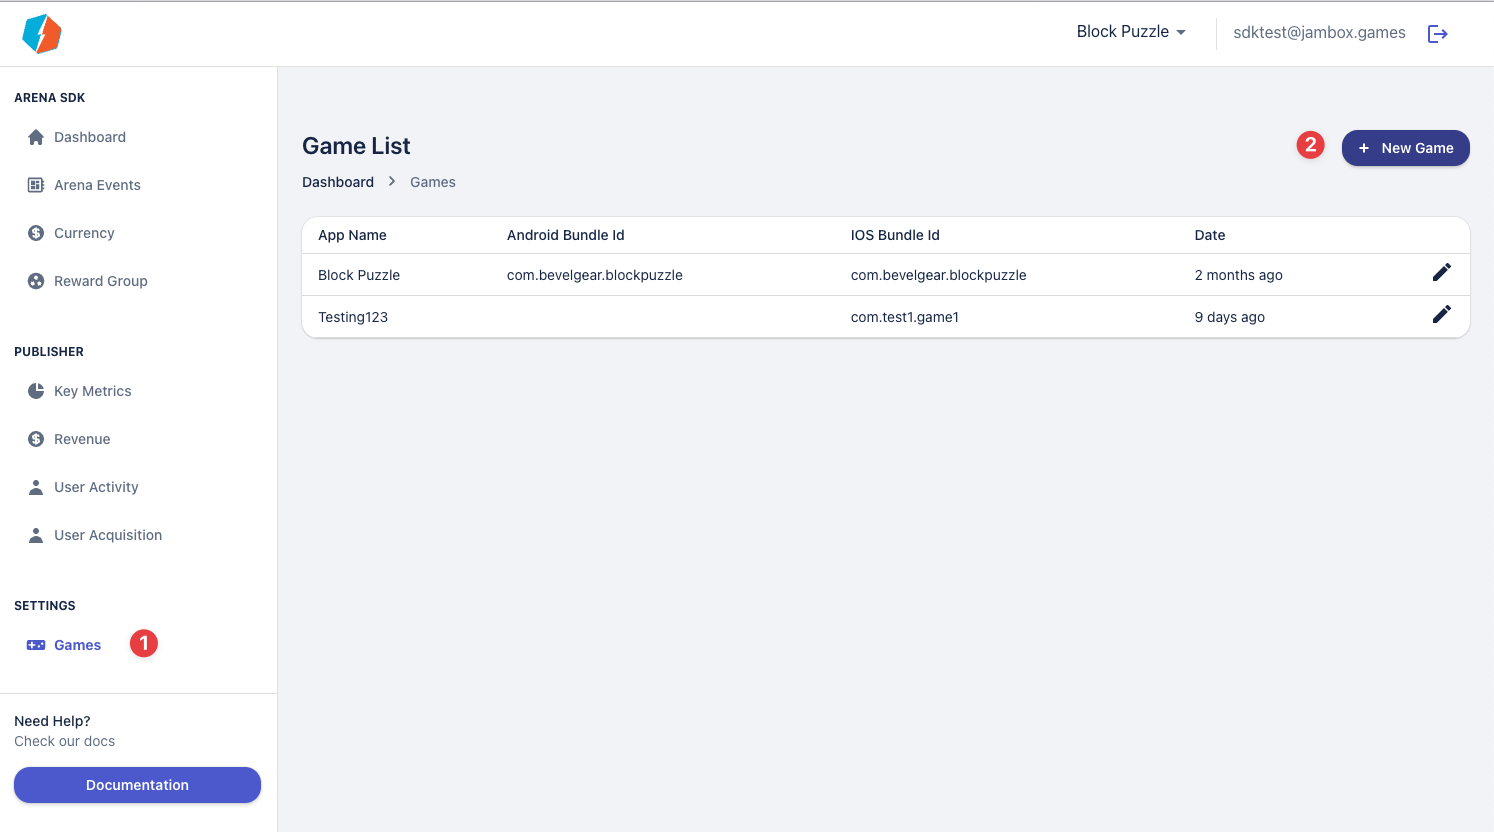 Block Puzzle
sdktest@jambox.games
ARENA SDK
Dashboard
Arena Events
Currency
Reward Group
PUBLISHER
Key Metrics
Revenue
User Activity
User Acquisition
SETTINGS
Games 1
Need Help?
Check our docs
Documentation
Game List
2 + New Game
Dashboard > Games
App Name Android Bundle Id IOS Bundle Id Date
Block Puzzle com.bevelgear.blockpuzzle com.bevelgear.blockpuzzle 2 months ago
Testing123 com.test1.game1 9 days ago